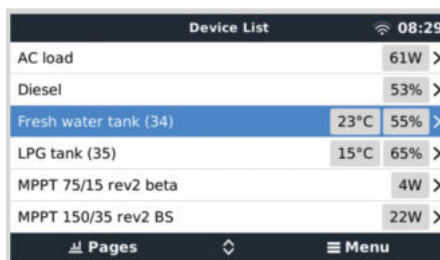 Device List 08:29
AC load 61W
Diesel 53%
Fresh water tank (34) 23°C 55%
LPG tank (35) 15°C 65%
MPPT 75/15 rev2 beta 4W
MPPT 150/35 rev2 BS 22W
Pages Menu